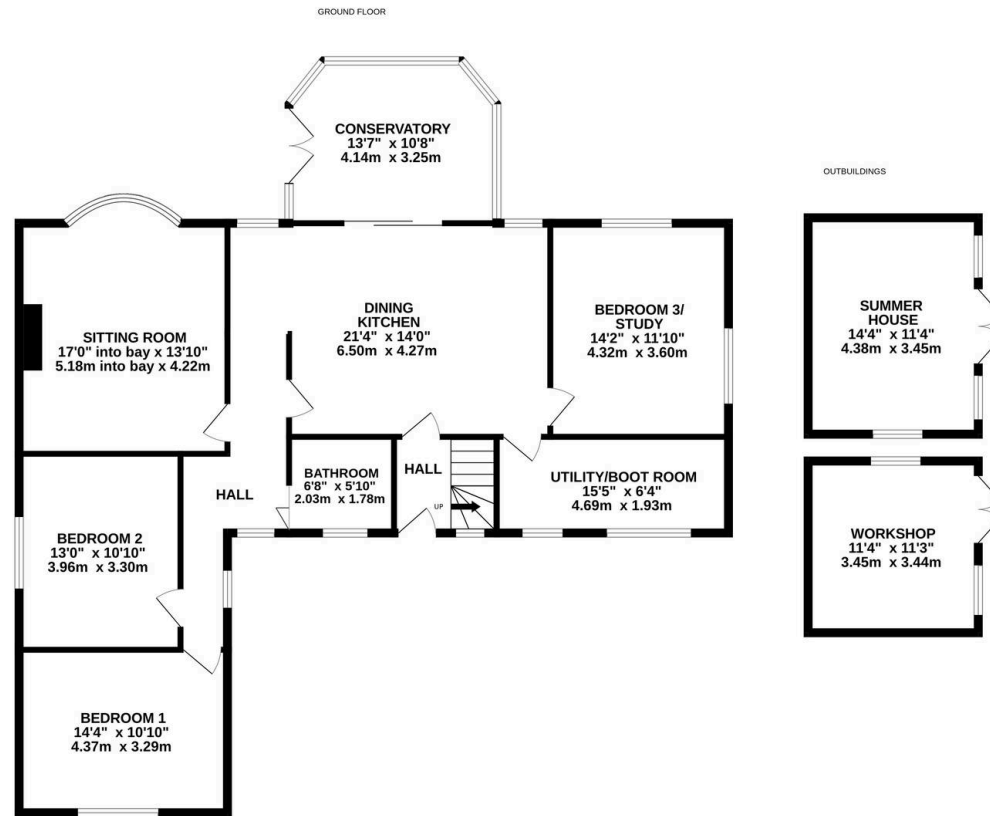 GROUND FLOOR
CONSERVATORY
13'7" x 10'8"
4.14m x 3.25m
OUTBUILDINGS
SITTING ROOM
17'0" into bay x 13'10"
5.18m into bay x 4.22m
DINING
KITCHEN
21'4" x 14'0"
6.50m x 4.27m
BEDROOM 3/
STUDY
14'2" x 11'10"
4.32m x 3.60m
SUMMER
HOUSE
14'4" x 11'4"
4.38m x 3.45m
BATHROOM
6'8" x 5'10"
2.03m x 1.78m
HALL
UP
UTILITY/BOOT ROOM
15'5" x 6'4"
4.69m x 1.93m
HALL
BEDROOM 2
13'0" x 10'10"
3.96m x 3.30m
WORKSHOP
11'4" x 11'3"
3.45m x 3.44m
BEDROOM 1
14'4" x 10'10"
4.37m x 3.29m